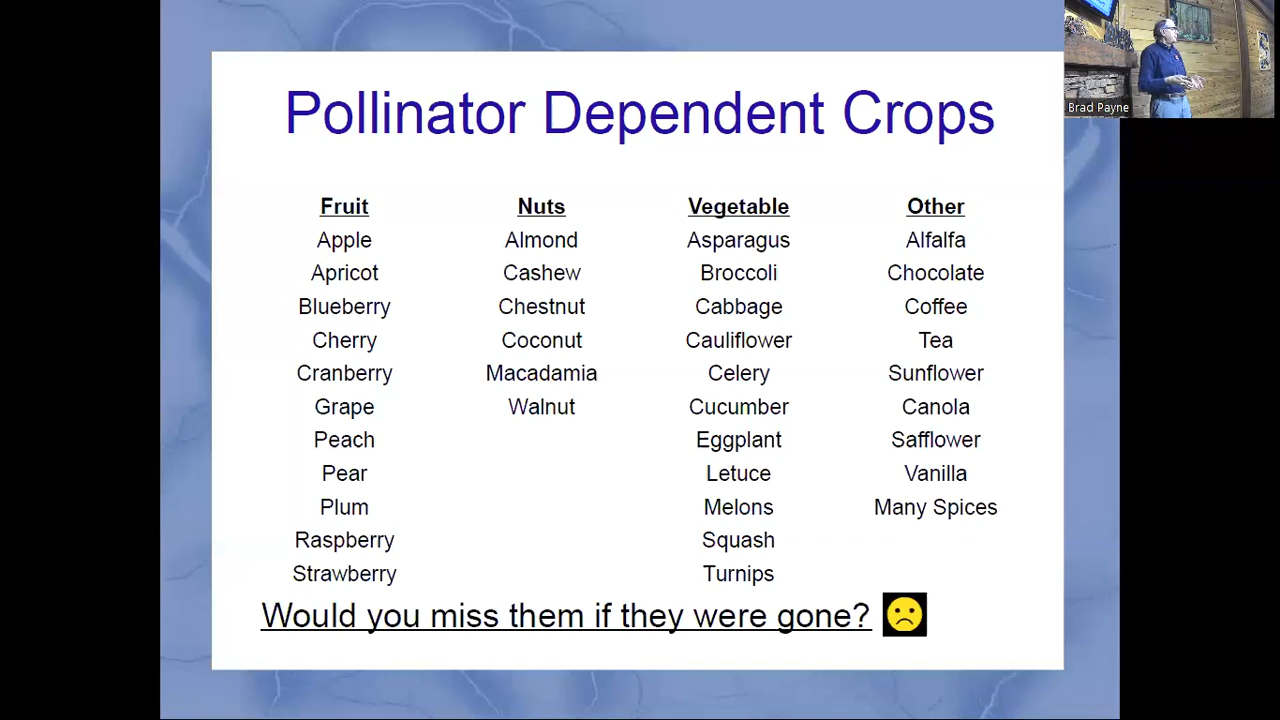 Pollinator Dependent Crops
Brad Payne
Fruit Nuts Vegetable Other
Apple Almond Asparagus Alfalfa
Apricot Cashew Broccoli Chocolate
Blueberry Chestnut Cabbage Coffee
Cherry Coconut Cauliflower Tea
Cranberry Macadamia Celery Sunflower
Grape Walnut Cucumber Canola
Peach Eggplant Safflower
Pear Letuce Vanilla
Plum Melons Many Spices
Raspberry Squash
Strawberry Turnips
Would you miss them if they were gone?